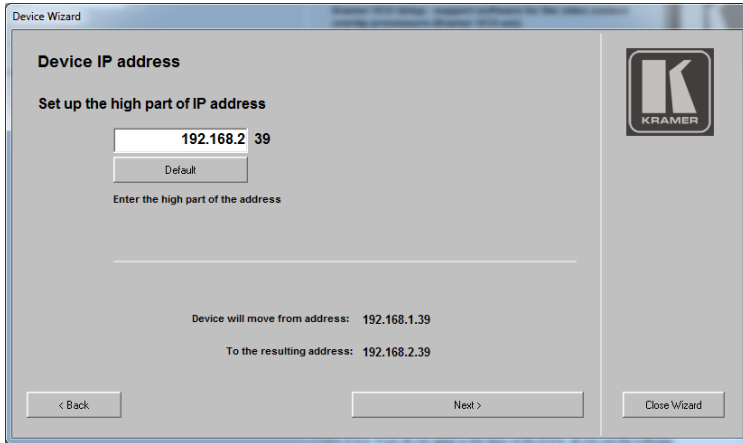 Device Wizard
Device IP address
Set up the high part of IP address
192.168.2 39
Default
Enter the high part of the address
Device will move from address: 192.168.1.39
To the resulting address: 192.168.2.39
< Back
Next >
Close Wizard
K
KRAMER